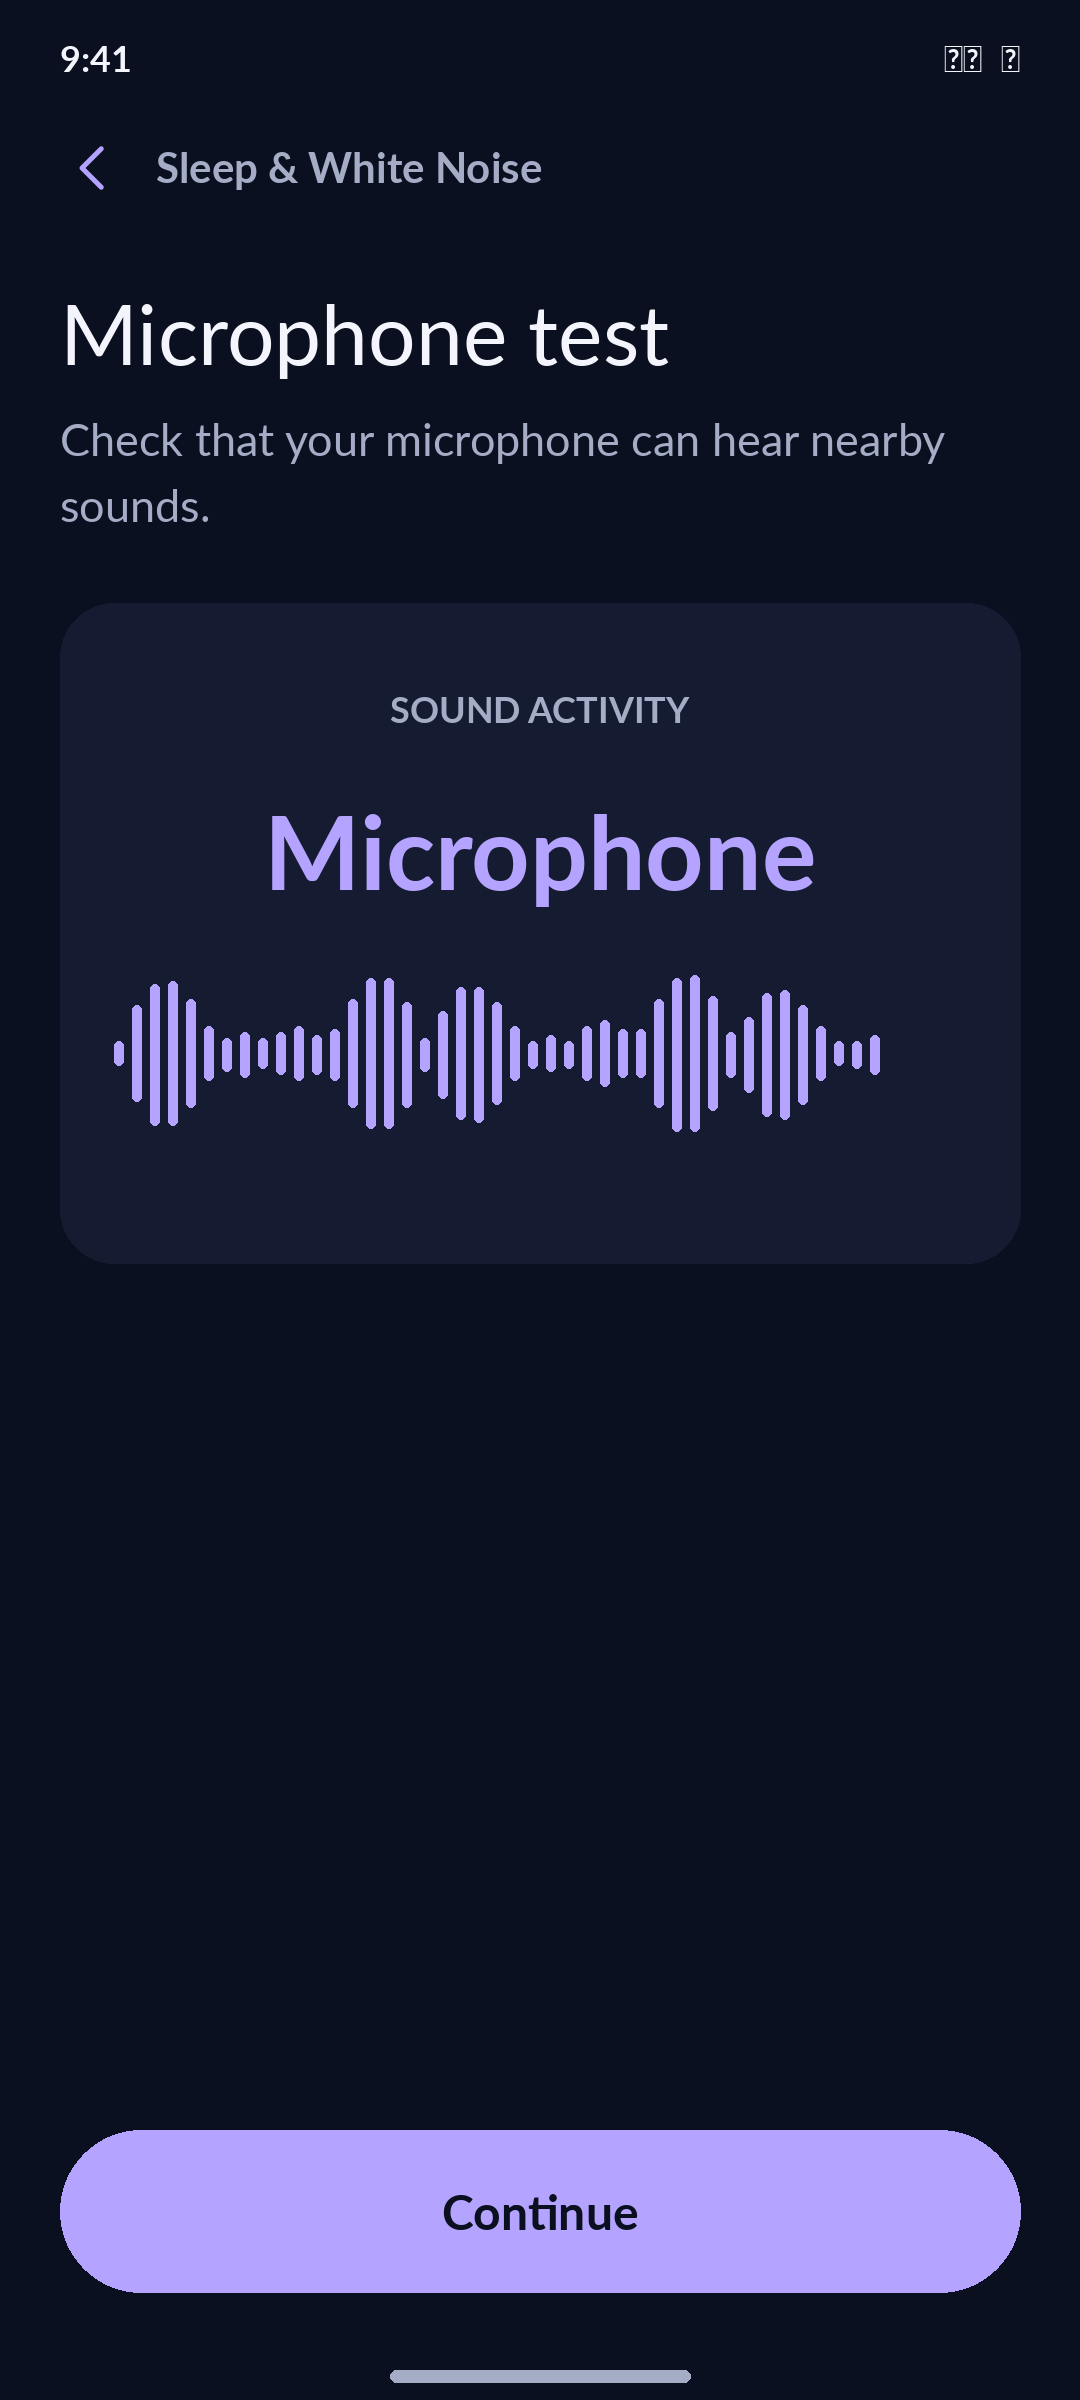 9:41
Sleep & White Noise
Microphone test
Check that your microphone can hear nearby
sounds.
SOUND ACTIVITY
Microphone
Continue